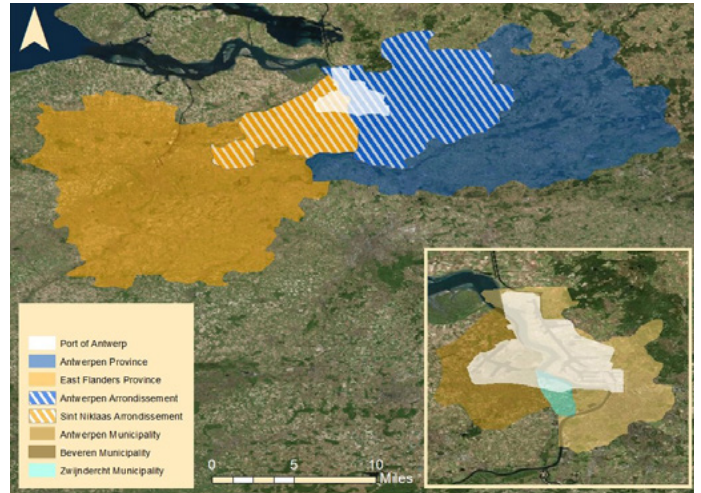 Port of Antwerp
Antwerpen Province
East Flanders Province
Antwerpen Arrondissement
Sint Niklaas Arrondissement
Antwerpen Municipality
Beveren Municipality
Zwijndercht Municipality
0 5 10
Miles